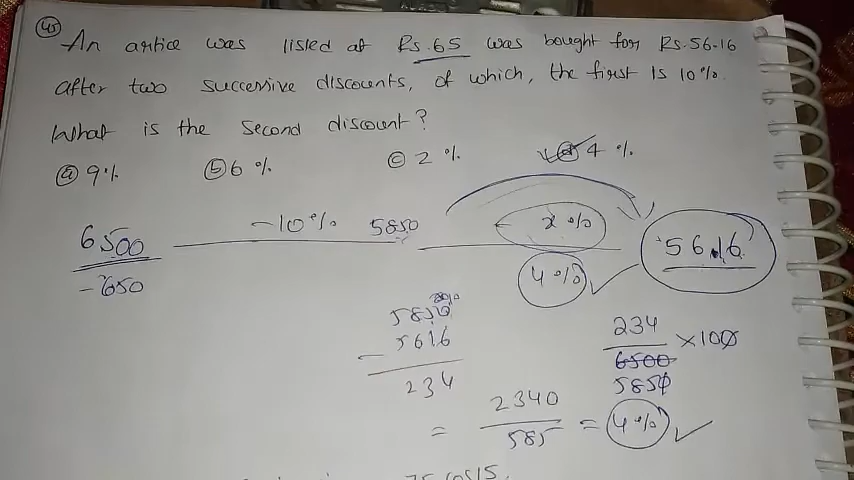 45 An artice was listed at Rs.65 was bought for Rs.56.16
after two successive discounts, of which, the first is 10%.
What is the second discount?
a 9% b 6 % c 2 % d 4 %
6500 -10% 5850 - x % 56.16
-650 4%
5850
- 5616
234
234
6500 ×100
5850
= 2340 = 4%
585